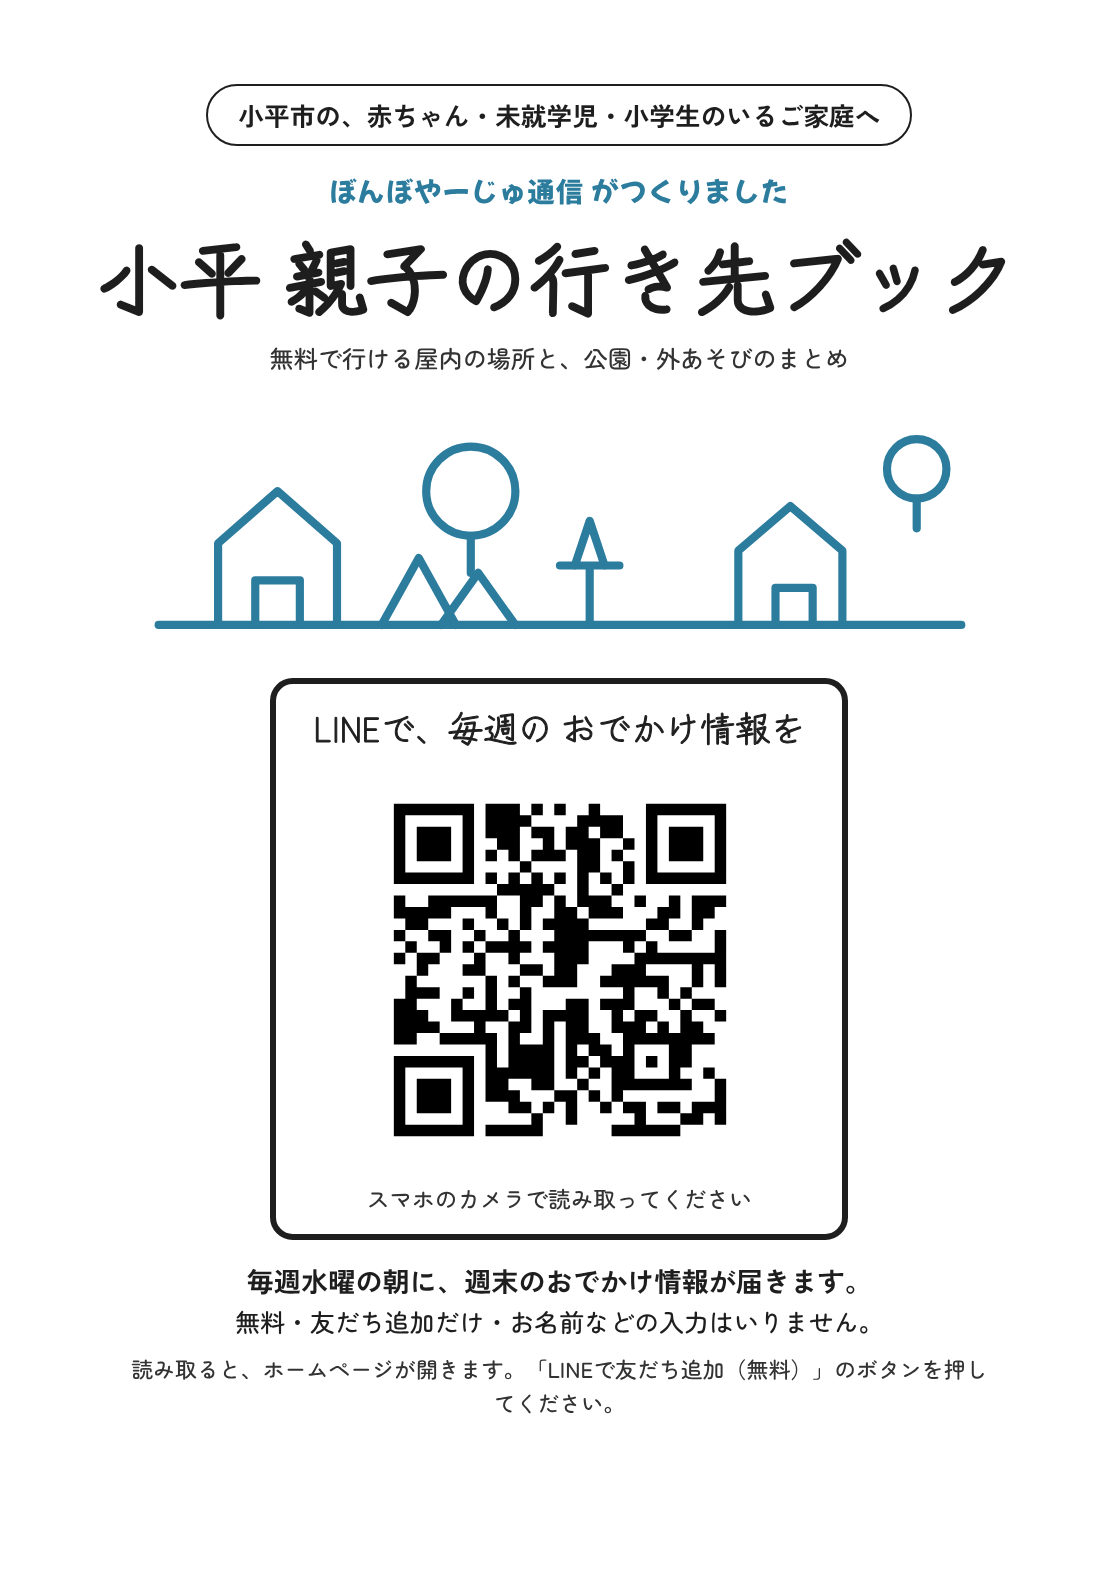 小平市の、赤ちゃん・未就学児・小学生のいるご家庭へ
ぽんぽやーじゅ通信 がつくりました
小平 親子の行き先ブック
無料で行ける屋内の場所と、公園・外あそびのまとめ
LINEで、毎週の おでかけ情報を
スマホのカメラで読み取ってください
毎週水曜の朝に、週末のおでかけ情報が届きます。
無料・友だち追加だけ・お名前などの入力はいりません。
読み取ると、ホームページが開きます。「LINEで友だち追加（無料）」のボタンを押し
てください。